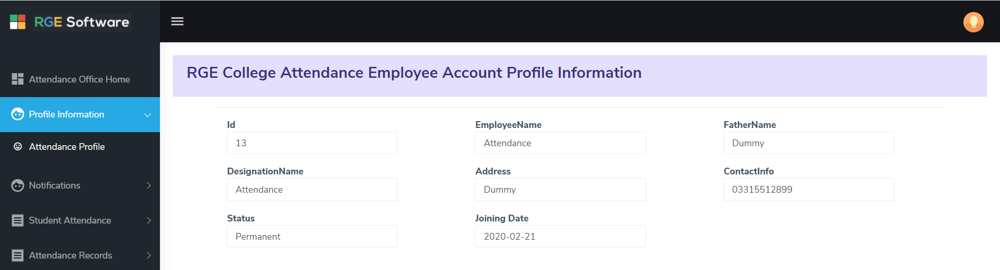 RGE Software
Attendance Office Home
Profile Information
Attendance Profile
Notifications
Student Attendance
Attendance Records
RGE College Attendance Employee Account Profile Information
Id EmployeeName FatherName
13 Attendance Dummy
DesignationName Address ContactInfo
Attendance Dummy 03315512899
Status Joining Date
Permanent 2020-02-21